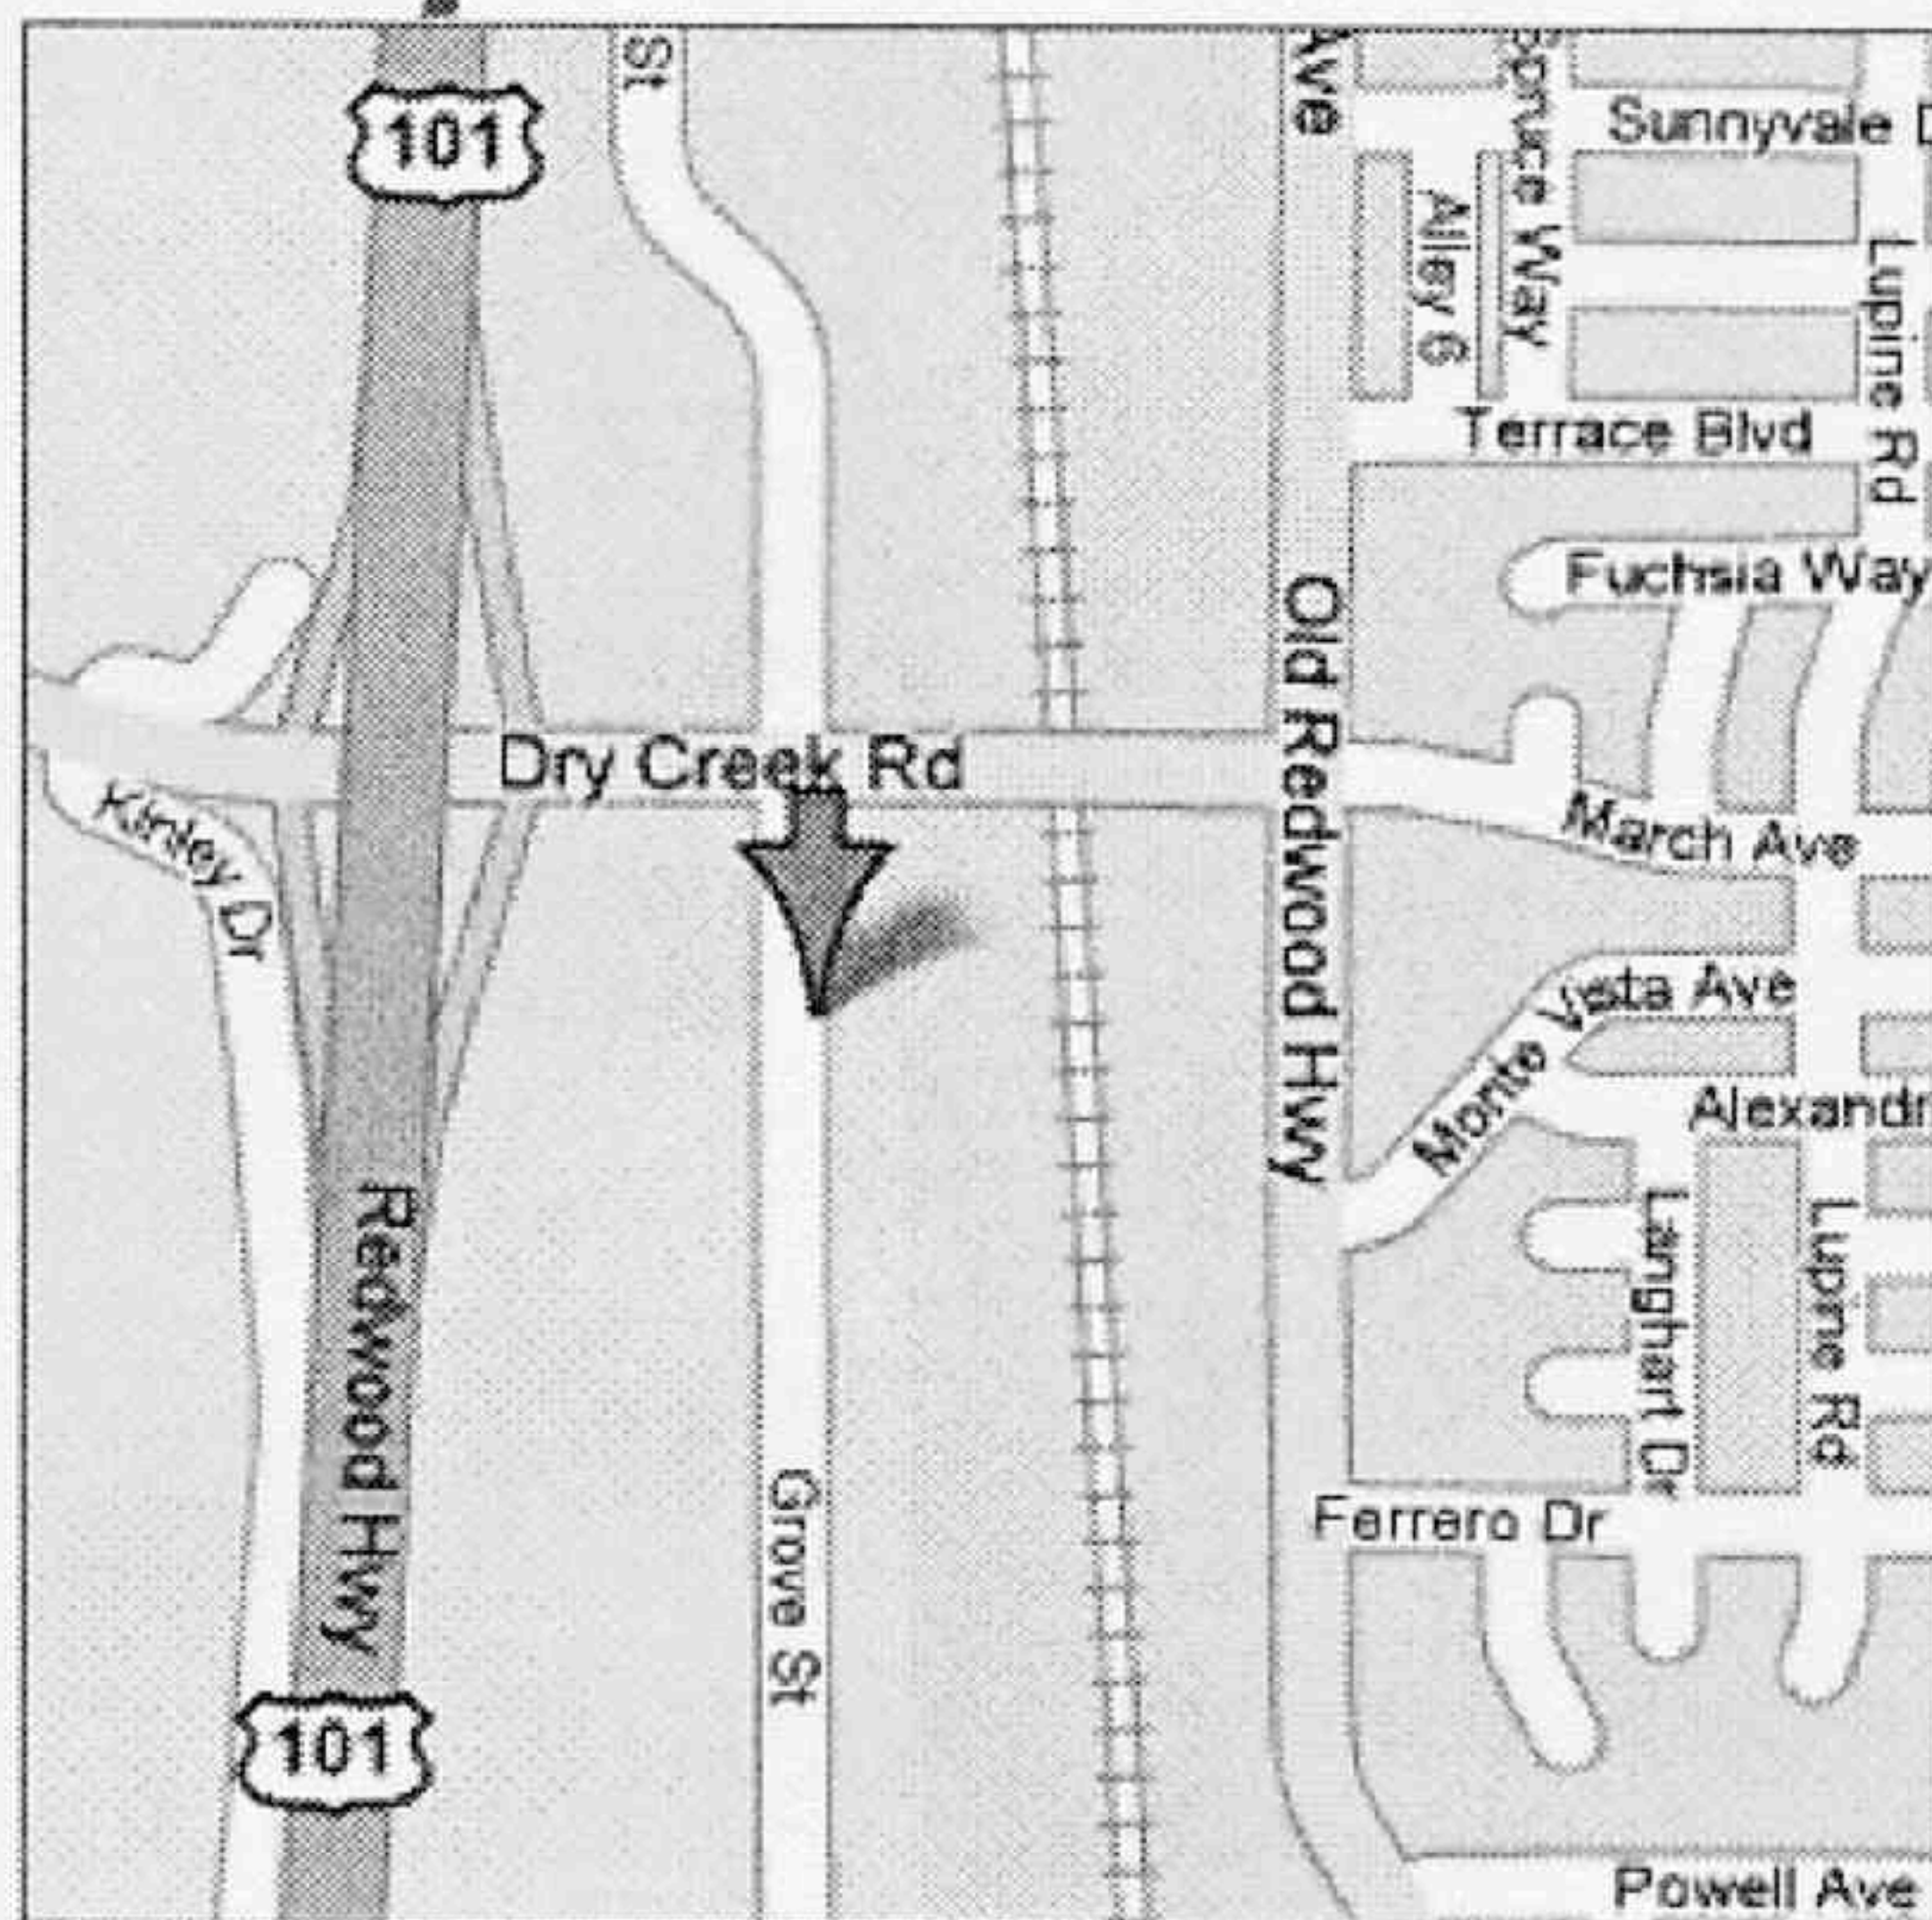 101
St
Ave
Spruce Way
Sunnyvale D
Alley 6
Lupine Rd
Terrace Blvd
Fuchsia Way
Old Redwood Hwy
Dry Creek Rd
Kinley Dr
March Ave
Monte Vista Ave
Alexandr
Redwood Hwy
Langhart Dr
Lupine Rd
Grove St
Ferrero Dr
101
Powell Ave